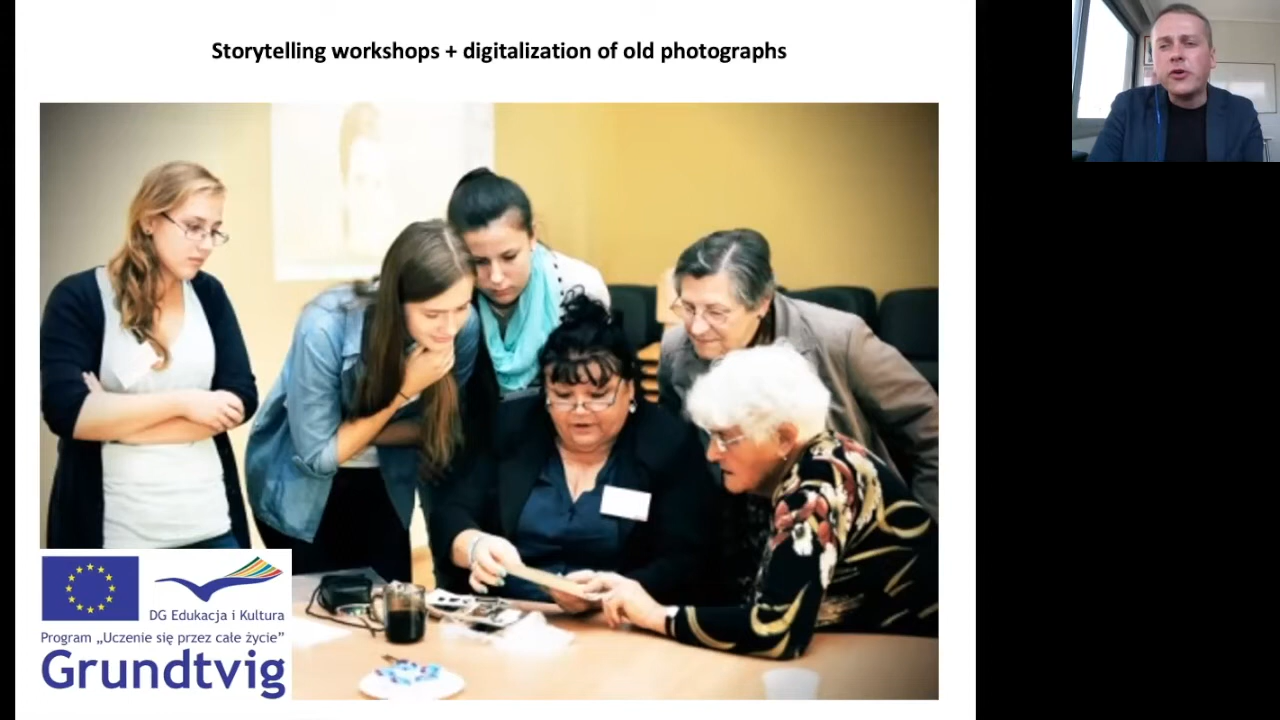 Storytelling workshops + digitalization of old photographs
DG Edukacja i Kultura
Program „Uczenie się przez całe życie”
Grundtvig